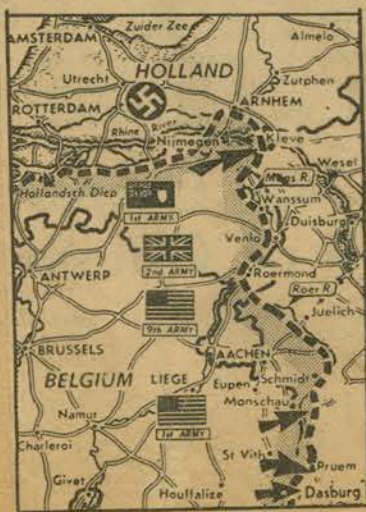 Zuider Zee
AMSTERDAM
Almelo
HOLLAND
Utrecht
Zutphen
ROTTERDAM
ARNHEM
Rhine River
Nijmegen
Kleve
Wesel
Maas R
Hollandsch Diep
Wanssum
1st ARMY
Duisburg
Venlo
2nd ARMY
ANTWERP
Roermond
Roer R
9th ARMY
Juelich
BRUSSELS
AACHEN
BELGIUM
LIEGE
Eupen
Schmidt
Monschau
Namur
1st ARMY
Charleroi
St Vith
Pruem
Givet
Houffalize
Dasburg